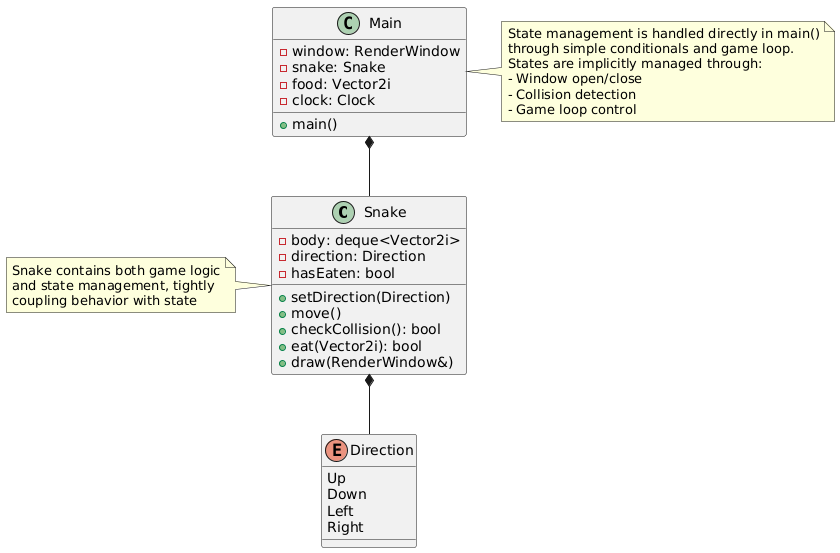 C Main
window: RenderWindow
snake: Snake
food: Vector2i
clock: Clock
main()
State management is handled directly in main()
through simple conditionals and game loop.
States are implicitly managed through:
- Window open/close
- Collision detection
- Game loop control
C Snake
body: deque<Vector2i>
direction: Direction
hasEaten: bool
setDirection(Direction)
move()
checkCollision(): bool
eat(Vector2i): bool
draw(RenderWindow&)
Snake contains both game logic
and state management, tightly
coupling behavior with state
E Direction
Up
Down
Left
Right